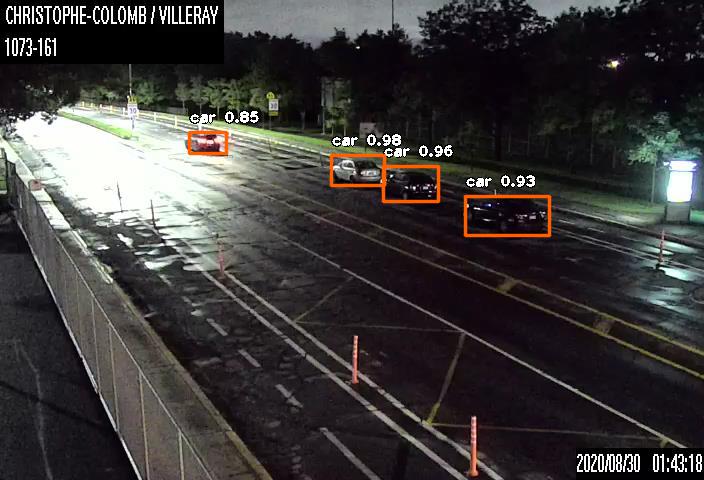 CHRISTOPHE-COLOMB / VILLERAY
1073-161
car 0.85
car 0.98
car 0.96
car 0.93
2020/08/30 01:43:18